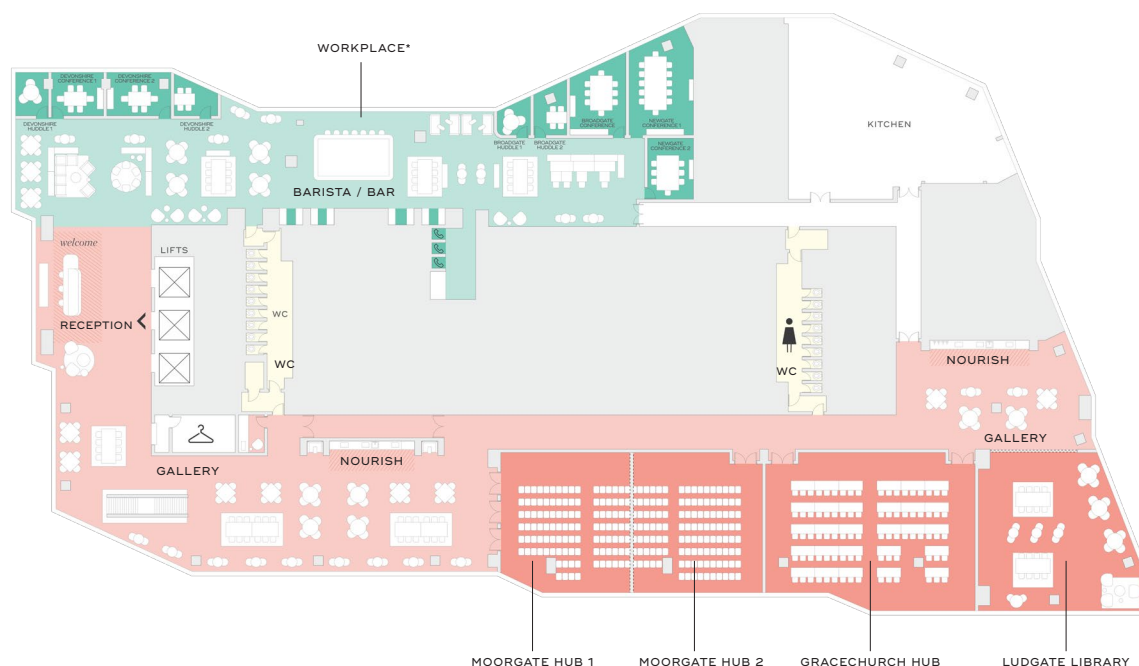 WORKPLACE*
DEVONSHIRE
CONFERENCE 1
DEVONSHIRE
CONFERENCE 2
DEVONSHIRE
HUDDLE 1
DEVONSHIRE
HUDDLE 2
BROADGATE
HUDDLE 1
BROADGATE
HUDDLE 2
BROADGATE
CONFERENCE
NEWGATE
CONFERENCE 1
NEWGATE
CONFERENCE 2
KITCHEN
BARISTA / BAR
welcome
LIFTS
RECEPTION
WC
WC
WC
NOURISH
GALLERY
GALLERY
NOURISH
MOORGATE HUB 1
MOORGATE HUB 2
GRACECHURCH HUB
LUDGATE LIBRARY